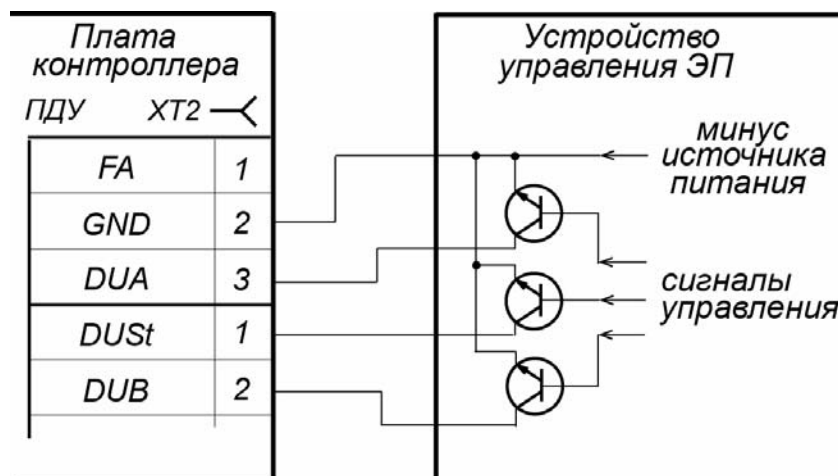 Плата
контроллера
ПДУ XT2
FA 1
GND 2
DUA 3
DUSt 1
DUB 2
Устройство
управления ЭП
минус
источника
питания
сигналы
управления